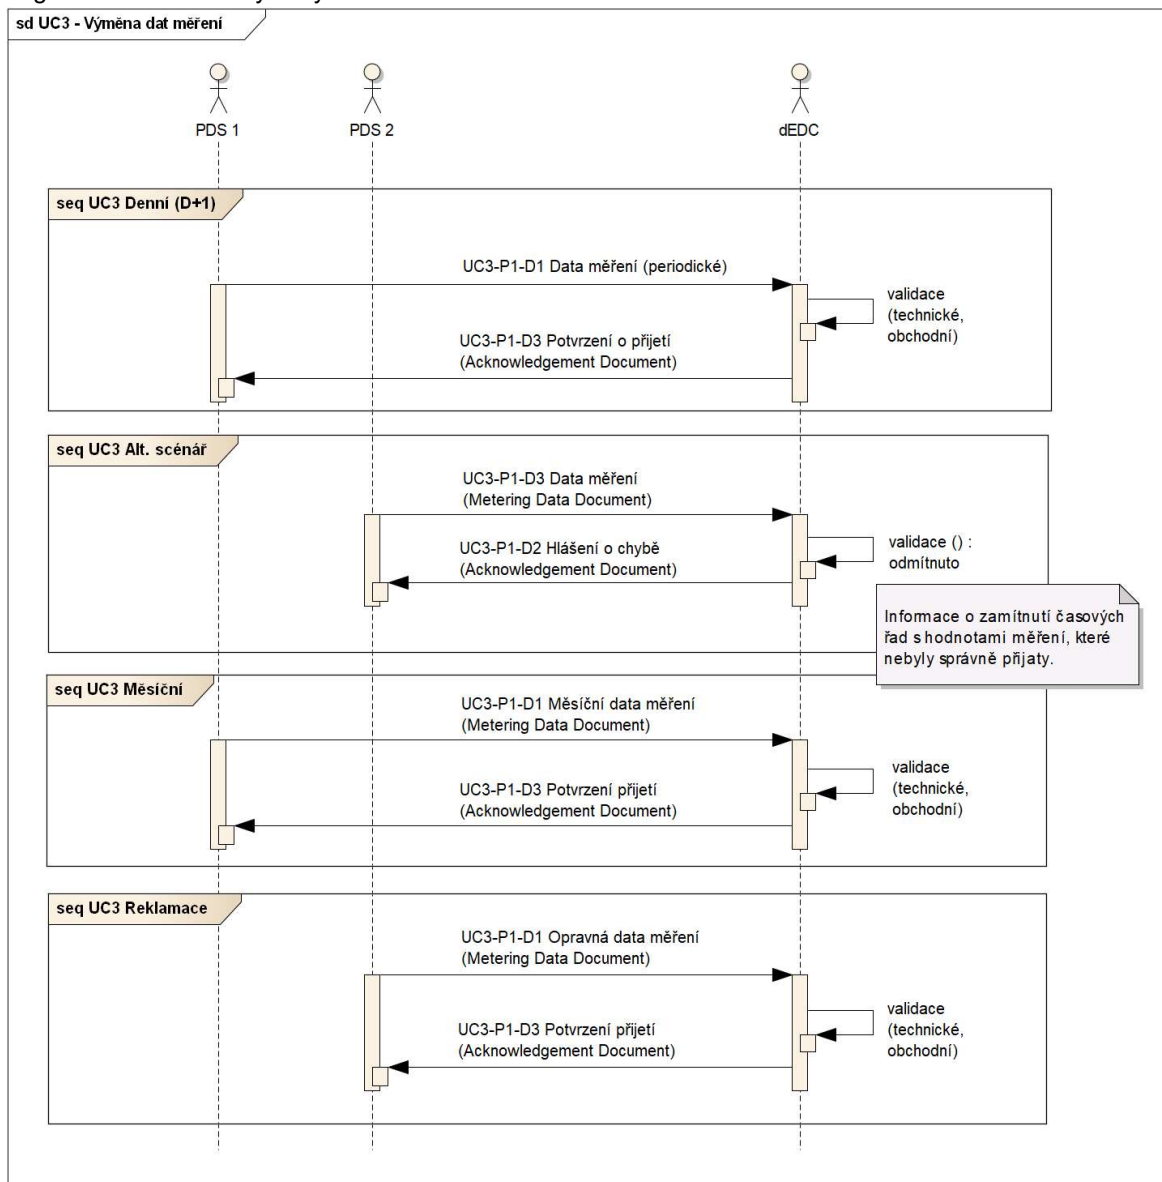 sd UC3 - Výměna dat měření
PDS 1
PDS 2
dEDC
seq UC3 Denní (D+1)
UC3-P1-D1 Data měření (periodické)
validace
(technické,
obchodní)
UC3-P1-D3 Potvrzení o přijetí
(Acknowledgement Document)
seq UC3 Alt. scénář
UC3-P1-D3 Data měření
(Metering Data Document)
UC3-P1-D2 Hlášení o chybě
(Acknowledgement Document)
validace () :
odmítnuto
Informace o zamítnutí časových
řad s hodnotami měření, které
nebyly správně přijaty.
seq UC3 Měsíční
UC3-P1-D1 Měsíční data měření
(Metering Data Document)
validace
(technické,
obchodní)
UC3-P1-D3 Potvrzení přijetí
(Acknowledgement Document)
seq UC3 Reklamace
UC3-P1-D1 Opravná data měření
(Metering Data Document)
validace
(technické,
obchodní)
UC3-P1-D3 Potvrzení přijetí
(Acknowledgement Document)